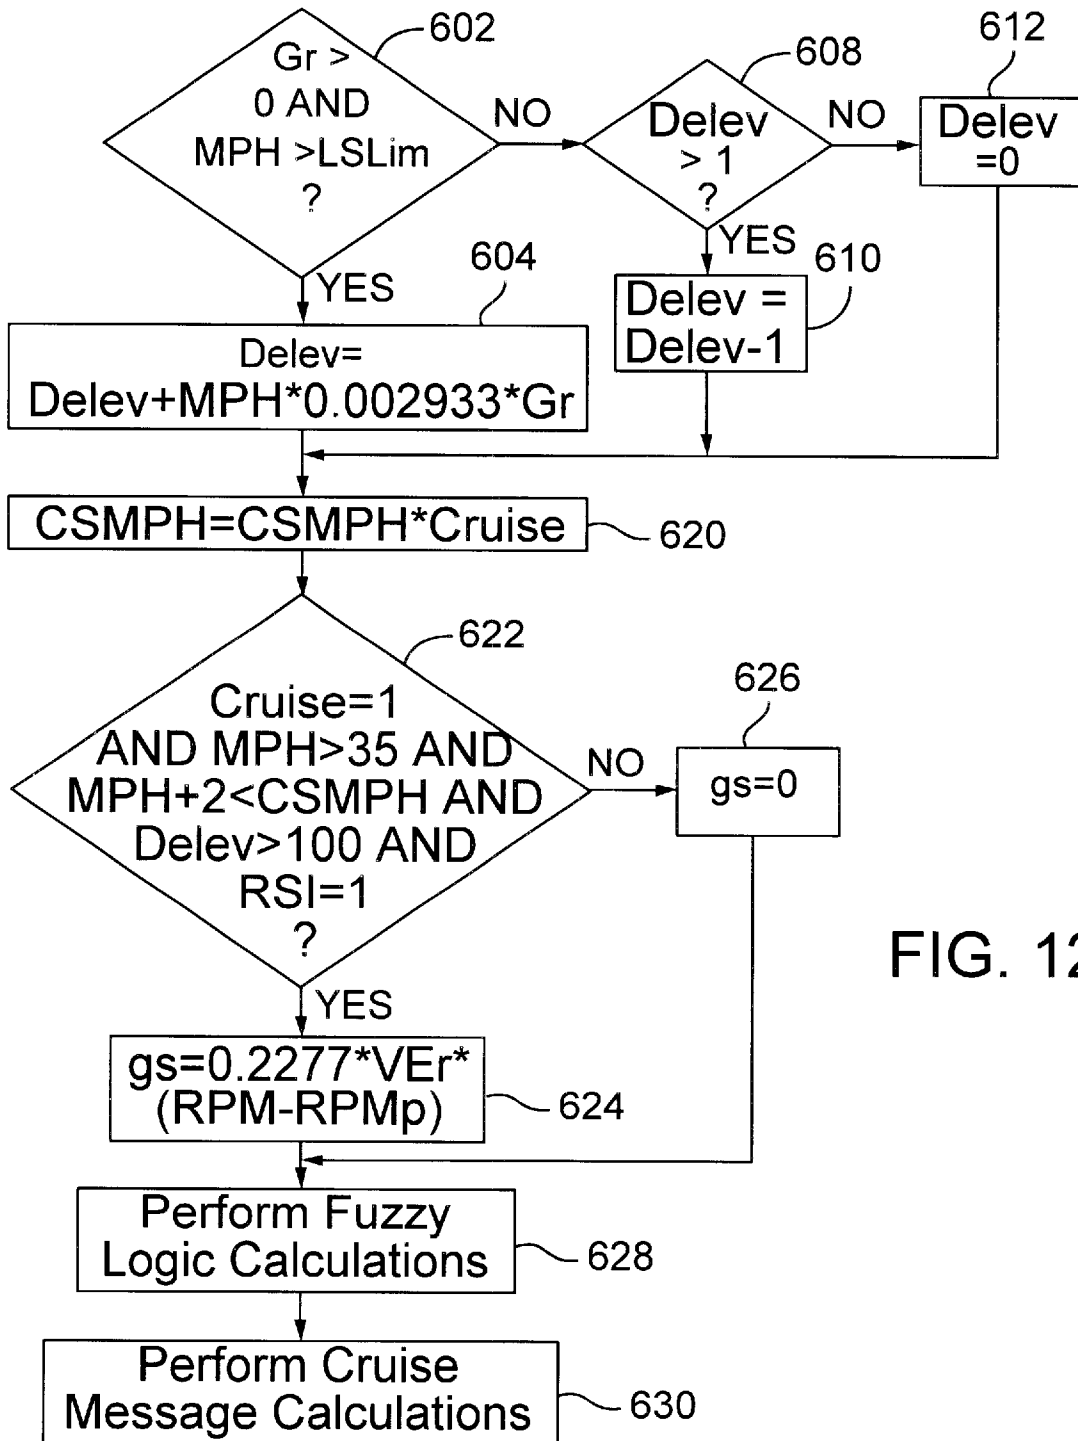 602
Gr >
0 AND
MPH >LSLim
?
NO
608
Delev
> 1
?
NO
612
Delev
=0
YES
604
Delev=
Delev+MPH*0.002933*Gr
YES
610
Delev =
Delev-1
CSMPH=CSMPH*Cruise
620
622
Cruise=1
AND MPH>35 AND
MPH+2<CSMPH AND
Delev>100 AND
RSI=1
?
NO
626
gs=0
YES
gs=0.2277*VEr*
(RPM-RPMp)
624
FIG. 12
Perform Fuzzy
Logic Calculations
628
Perform Cruise
Message Calculations
630